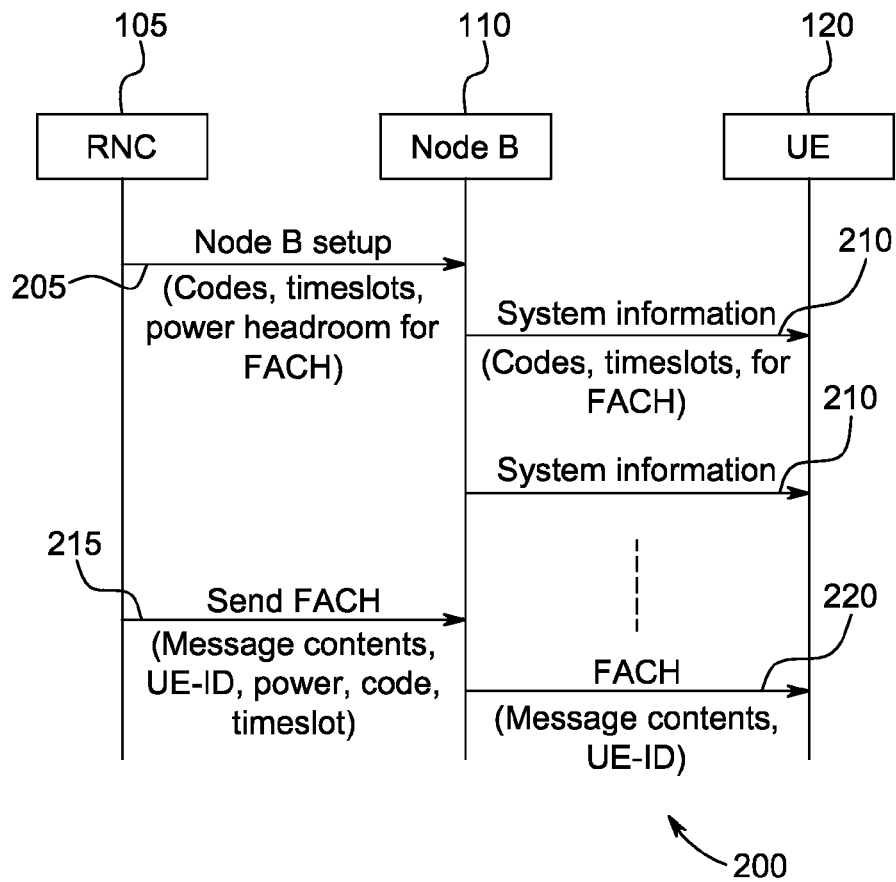 105
110
120
RNC
Node B
UE
Node B setup
205
(Codes, timeslots,
power headroom for
FACH)
210
System information
(Codes, timeslots, for
FACH)
210
System information
215
Send FACH
(Message contents,
UE-ID, power, code,
timeslot)
220
FACH
(Message contents,
UE-ID)
200